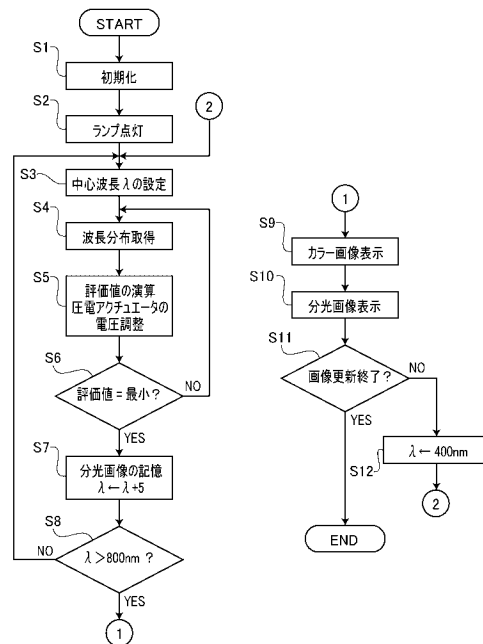 START
S1
初期化
S2
ランプ点灯
2
S3
中心波長 λ の設定
S4
波長分布取得
S5
評価値の演算
圧電アクチュエータの
電圧調整
S6
評価値 = 最小？
NO
YES
S7
分光画像の記憶
λ ← λ +5
S8
λ > 800nm ？
NO
YES
1
1
S9
カラー画像表示
S10
分光画像表示
S11
画像更新終了？
NO
YES
λ ← 400nm
S12
2
END